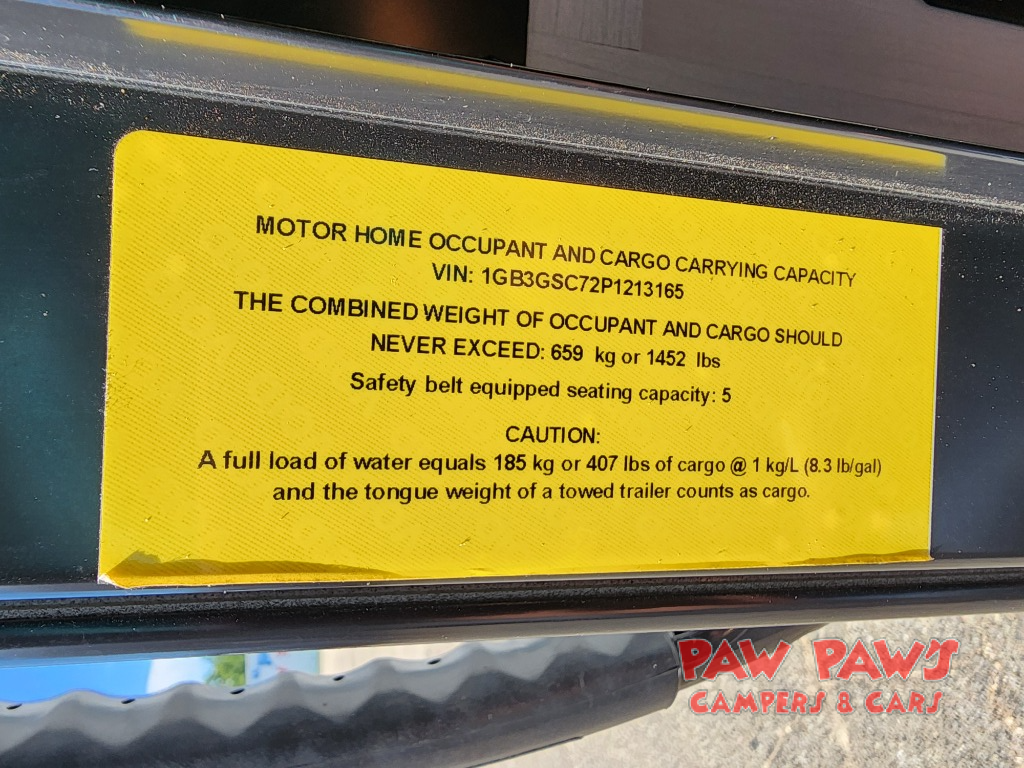 MOTOR HOME OCCUPANT AND CARGO CARRYING CAPACITY
VIN: 1GB3GSC72P1213165
THE COMBINED WEIGHT OF OCCUPANT AND CARGO SHOULD
NEVER EXCEED: 659 kg or 1452 lbs
Safety belt equipped seating capacity: 5
CAUTION:
A full load of water equals 185 kg or 407 lbs of cargo @ 1 kg/L (8.3 lb/gal)
and the tongue weight of a towed trailer counts as cargo.
PAW PAW'S
CAMPERS & CARS